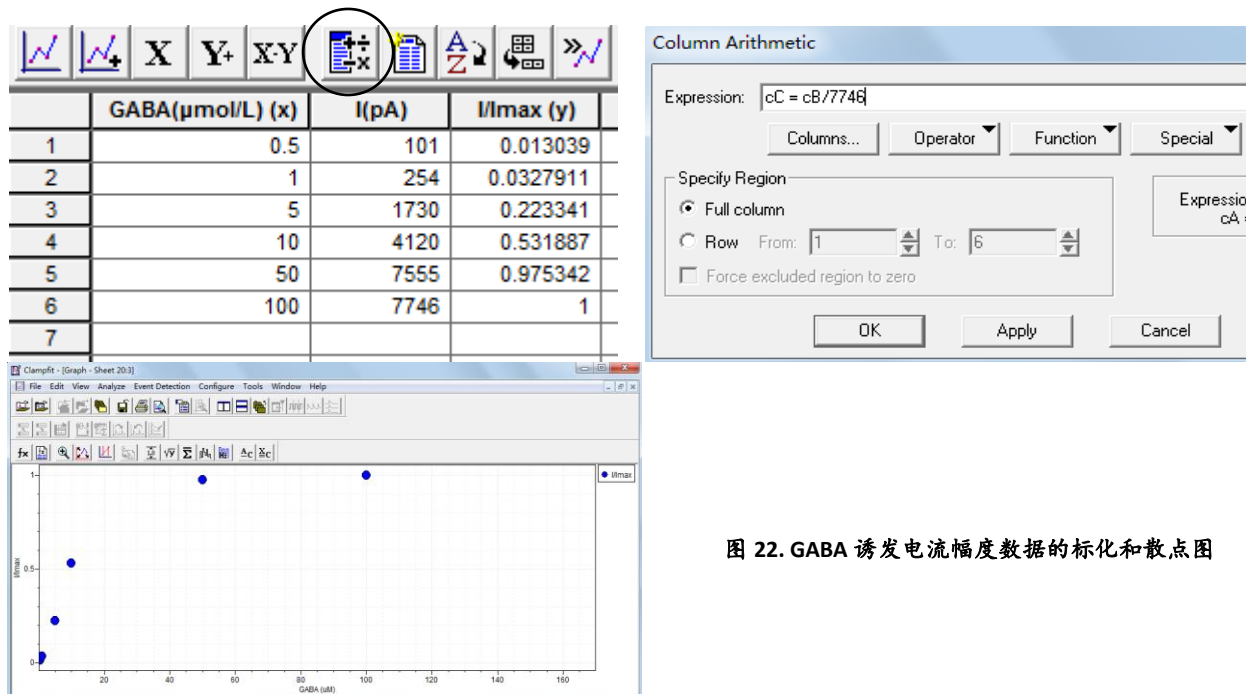 X Y+ X-Y A Z
GABA(μmol/L) (x) I(pA) I/Imax (y)
1 0.5 101 0.013039
2 1 254 0.0327911
3 5 1730 0.223341
4 10 4120 0.531887
5 50 7555 0.975342
6 100 7746 1
7
Column Arithmetic
Expression: cC = cB/7746
Columns... Operator Function Special
Specify Region
Full column
Row From: 1 To: 6
Force excluded region to zero
Expressio
cA =
OK Apply Cancel
Clampfit - [Graph - Sheet 20:3]
File Edit View Analyze Event Detection Configure Tools Window Help
I/Imax
1
0.5
0
I/Imax
20 40 60 80 100 120 140 160
GABA (uM)
图 22. GABA 诱发电流幅度数据的标化和散点图